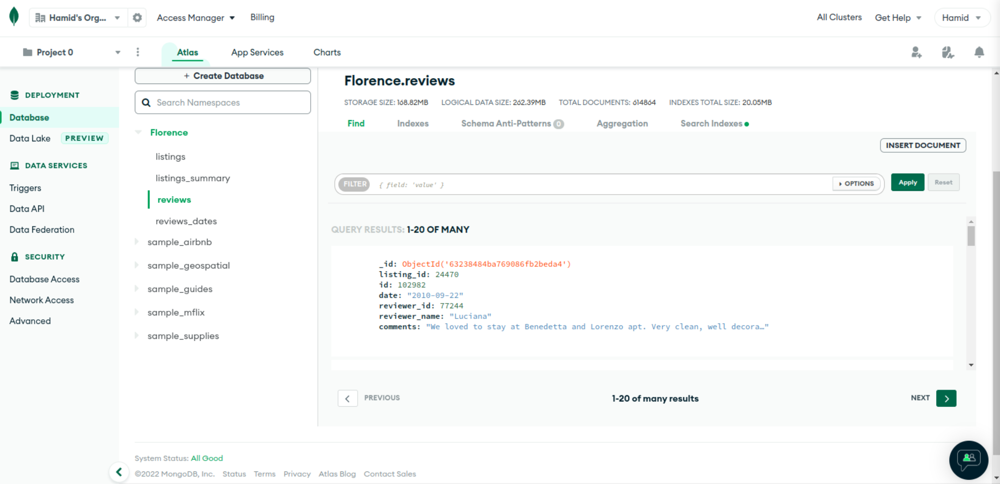 Hamid's Org... Access Manager Billing All Clusters Get Help Hamid
Project 0 Atlas App Services Charts
DEPLOYMENT
Database
Data Lake PREVIEW
DATA SERVICES
Triggers
Data API
Data Federation
SECURITY
Database Access
Network Access
Advanced
+ Create Database
Search Namespaces
Florence
listings
listings_summary
reviews
reviews_dates
sample_airbnb
sample_geospatial
sample_guides
sample_mflix
sample_supplies
Florence.reviews
STORAGE SIZE: 168.82MB LOGICAL DATA SIZE: 262.39MB TOTAL DOCUMENTS: 614864 INDEXES TOTAL SIZE: 20.05MB
Find Indexes Schema Anti-Patterns 0 Aggregation Search Indexes
INSERT DOCUMENT
FILTER { field: 'value' } OPTIONS Apply Reset
QUERY RESULTS: 1-20 OF MANY
_id: ObjectId('63238484ba769086fb2beda4')
listing_id: 24470
id: 102982
date: "2010-09-22"
reviewer_id: 77244
reviewer_name: "Luciana"
comments: "We loved to stay at Benedetta and Lorenzo apt. Very clean, well decora…"
PREVIOUS 1-20 of many results NEXT
System Status: All Good
©2022 MongoDB, Inc. Status Terms Privacy Atlas Blog Contact Sales